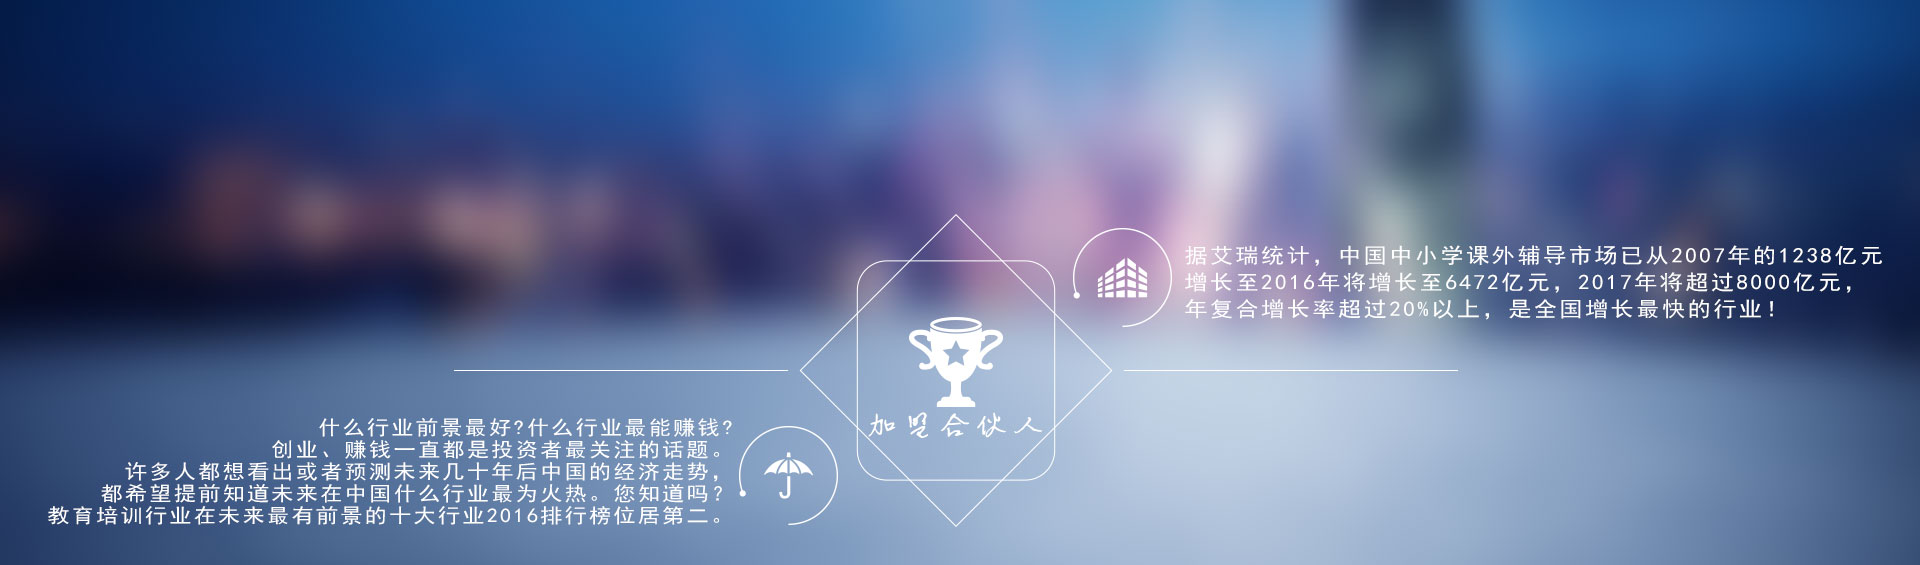 据艾瑞统计，中国中小学课外辅导市场已从2007年的1238亿元
增长至2016年将增长至6472亿元，2017年将超过8000亿元，
年复合增长率超过20%以上，是全国增长最快的行业！
加盟合伙人
什么行业前景最好?什么行业最能赚钱?
创业、赚钱一直都是投资者最关注的话题。
许多人都想看出或者预测未来几十年后中国的经济走势，
都希望提前知道未来在中国什么行业最为火热。您知道吗?
教育培训行业在未来最有前景的十大行业2016排行榜位居第二。